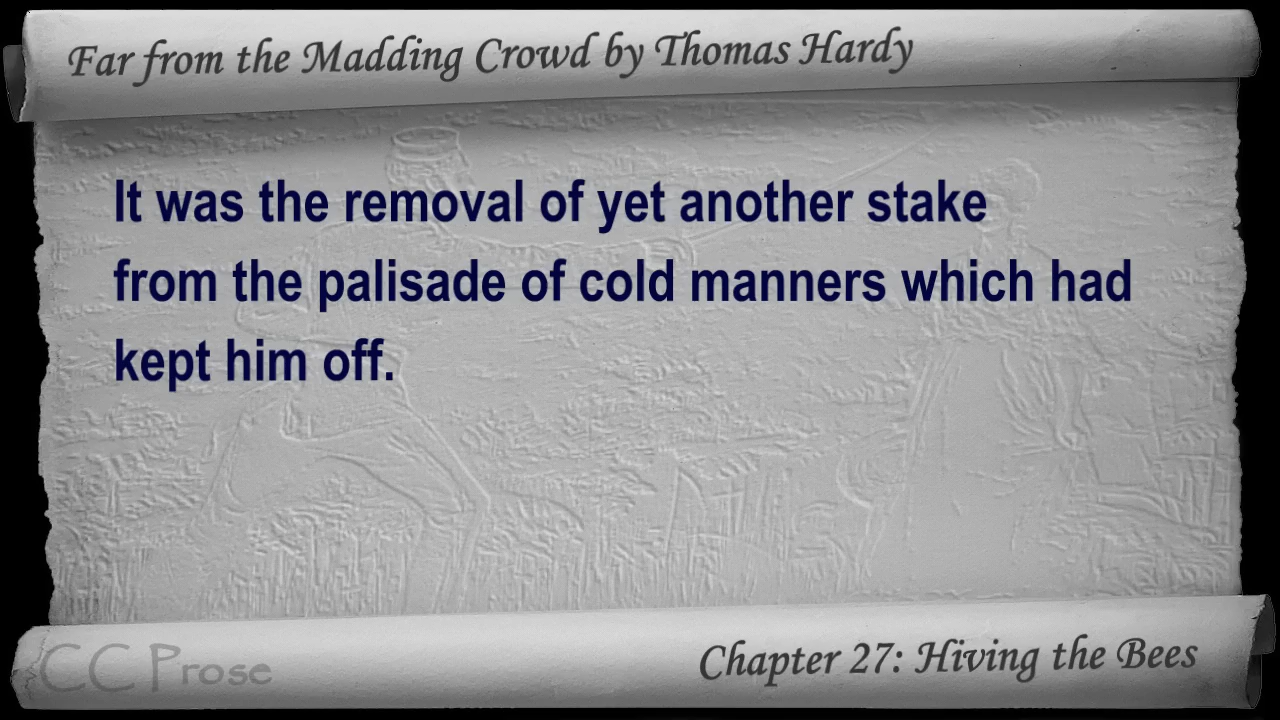 Far from the Madding Crowd by Thomas Hardy
It was the removal of yet another stake
from the palisade of cold manners which had
kept him off.
CC Prose
Chapter 27: Hiving the Bees